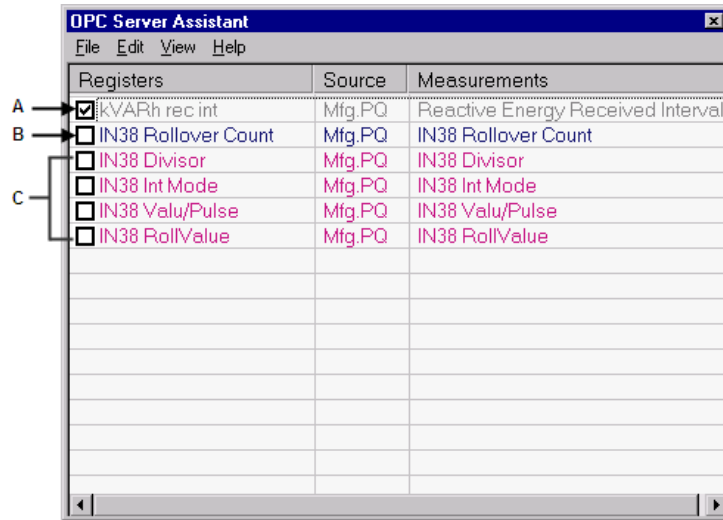 OPC Server Assistant
File Edit View Help
Registers Source Measurements
A kVARh rec int Mfg.PQ Reactive Energy Received Interval
B IN38 Rollover Count Mfg.PQ IN38 Rollover Count
IN38 Divisor Mfg.PQ IN38 Divisor
IN38 Int Mode Mfg.PQ IN38 Int Mode
C IN38 Valu/Pulse Mfg.PQ IN38 Valu/Pulse
IN38 RollValue Mfg.PQ IN38 RollValue